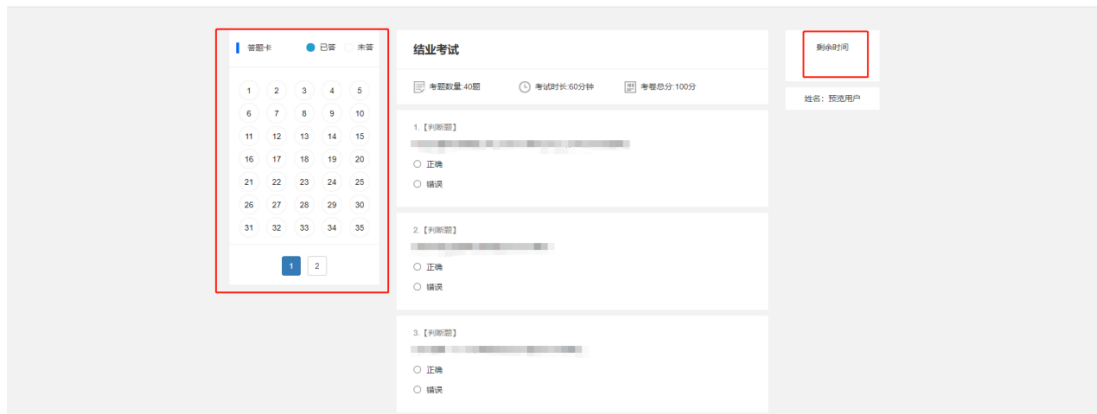 答题卡 已答 未答
1 2 3 4 5
6 7 8 9 10
11 12 13 14 15
16 17 18 19 20
21 22 23 24 25
26 27 28 29 30
31 32 33 34 35
1 2
结业考试
考题数量:40题 考试时长:60分钟 考卷总分:100分
1.【判断题】
正确
错误
2.【判断题】
正确
错误
3.【判断题】
正确
错误
剩余时间
姓名：预览用户